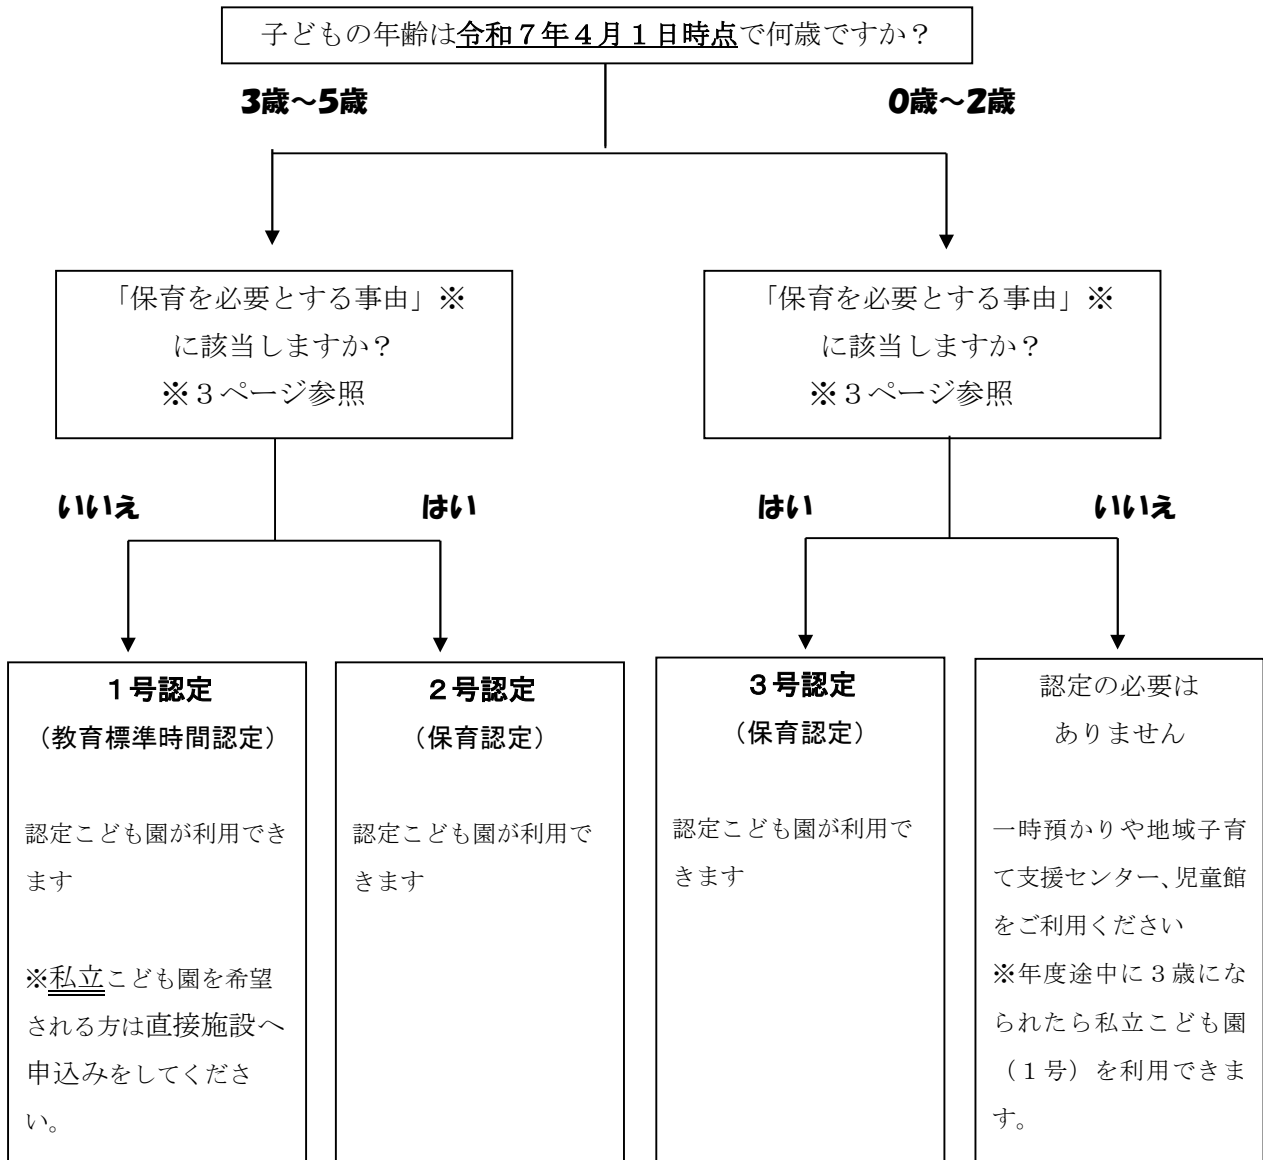 子どもの年齢は令和７年４月１日時点で何歳ですか？
3歳～5歳
0歳～2歳
「保育を必要とする事由」※
に該当しますか？
※３ページ参照
「保育を必要とする事由」※
に該当しますか？
※３ページ参照
いいえ
はい
はい
いいえ
１号認定
（教育標準時間認定）
認定こども園が利用でき
ます
※私立こども園を希望
される方は直接施設へ
申込みをしてくださ
い。
２号認定
（保育認定）
認定こども園が利用で
きます
３号認定
（保育認定）
認定こども園が利用で
きます
認定の必要は
ありません
一時預かりや地域子育
て支援センター、児童館
をご利用ください
※年度途中に３歳にな
られたら私立こども園
（１号）を利用できま
す。